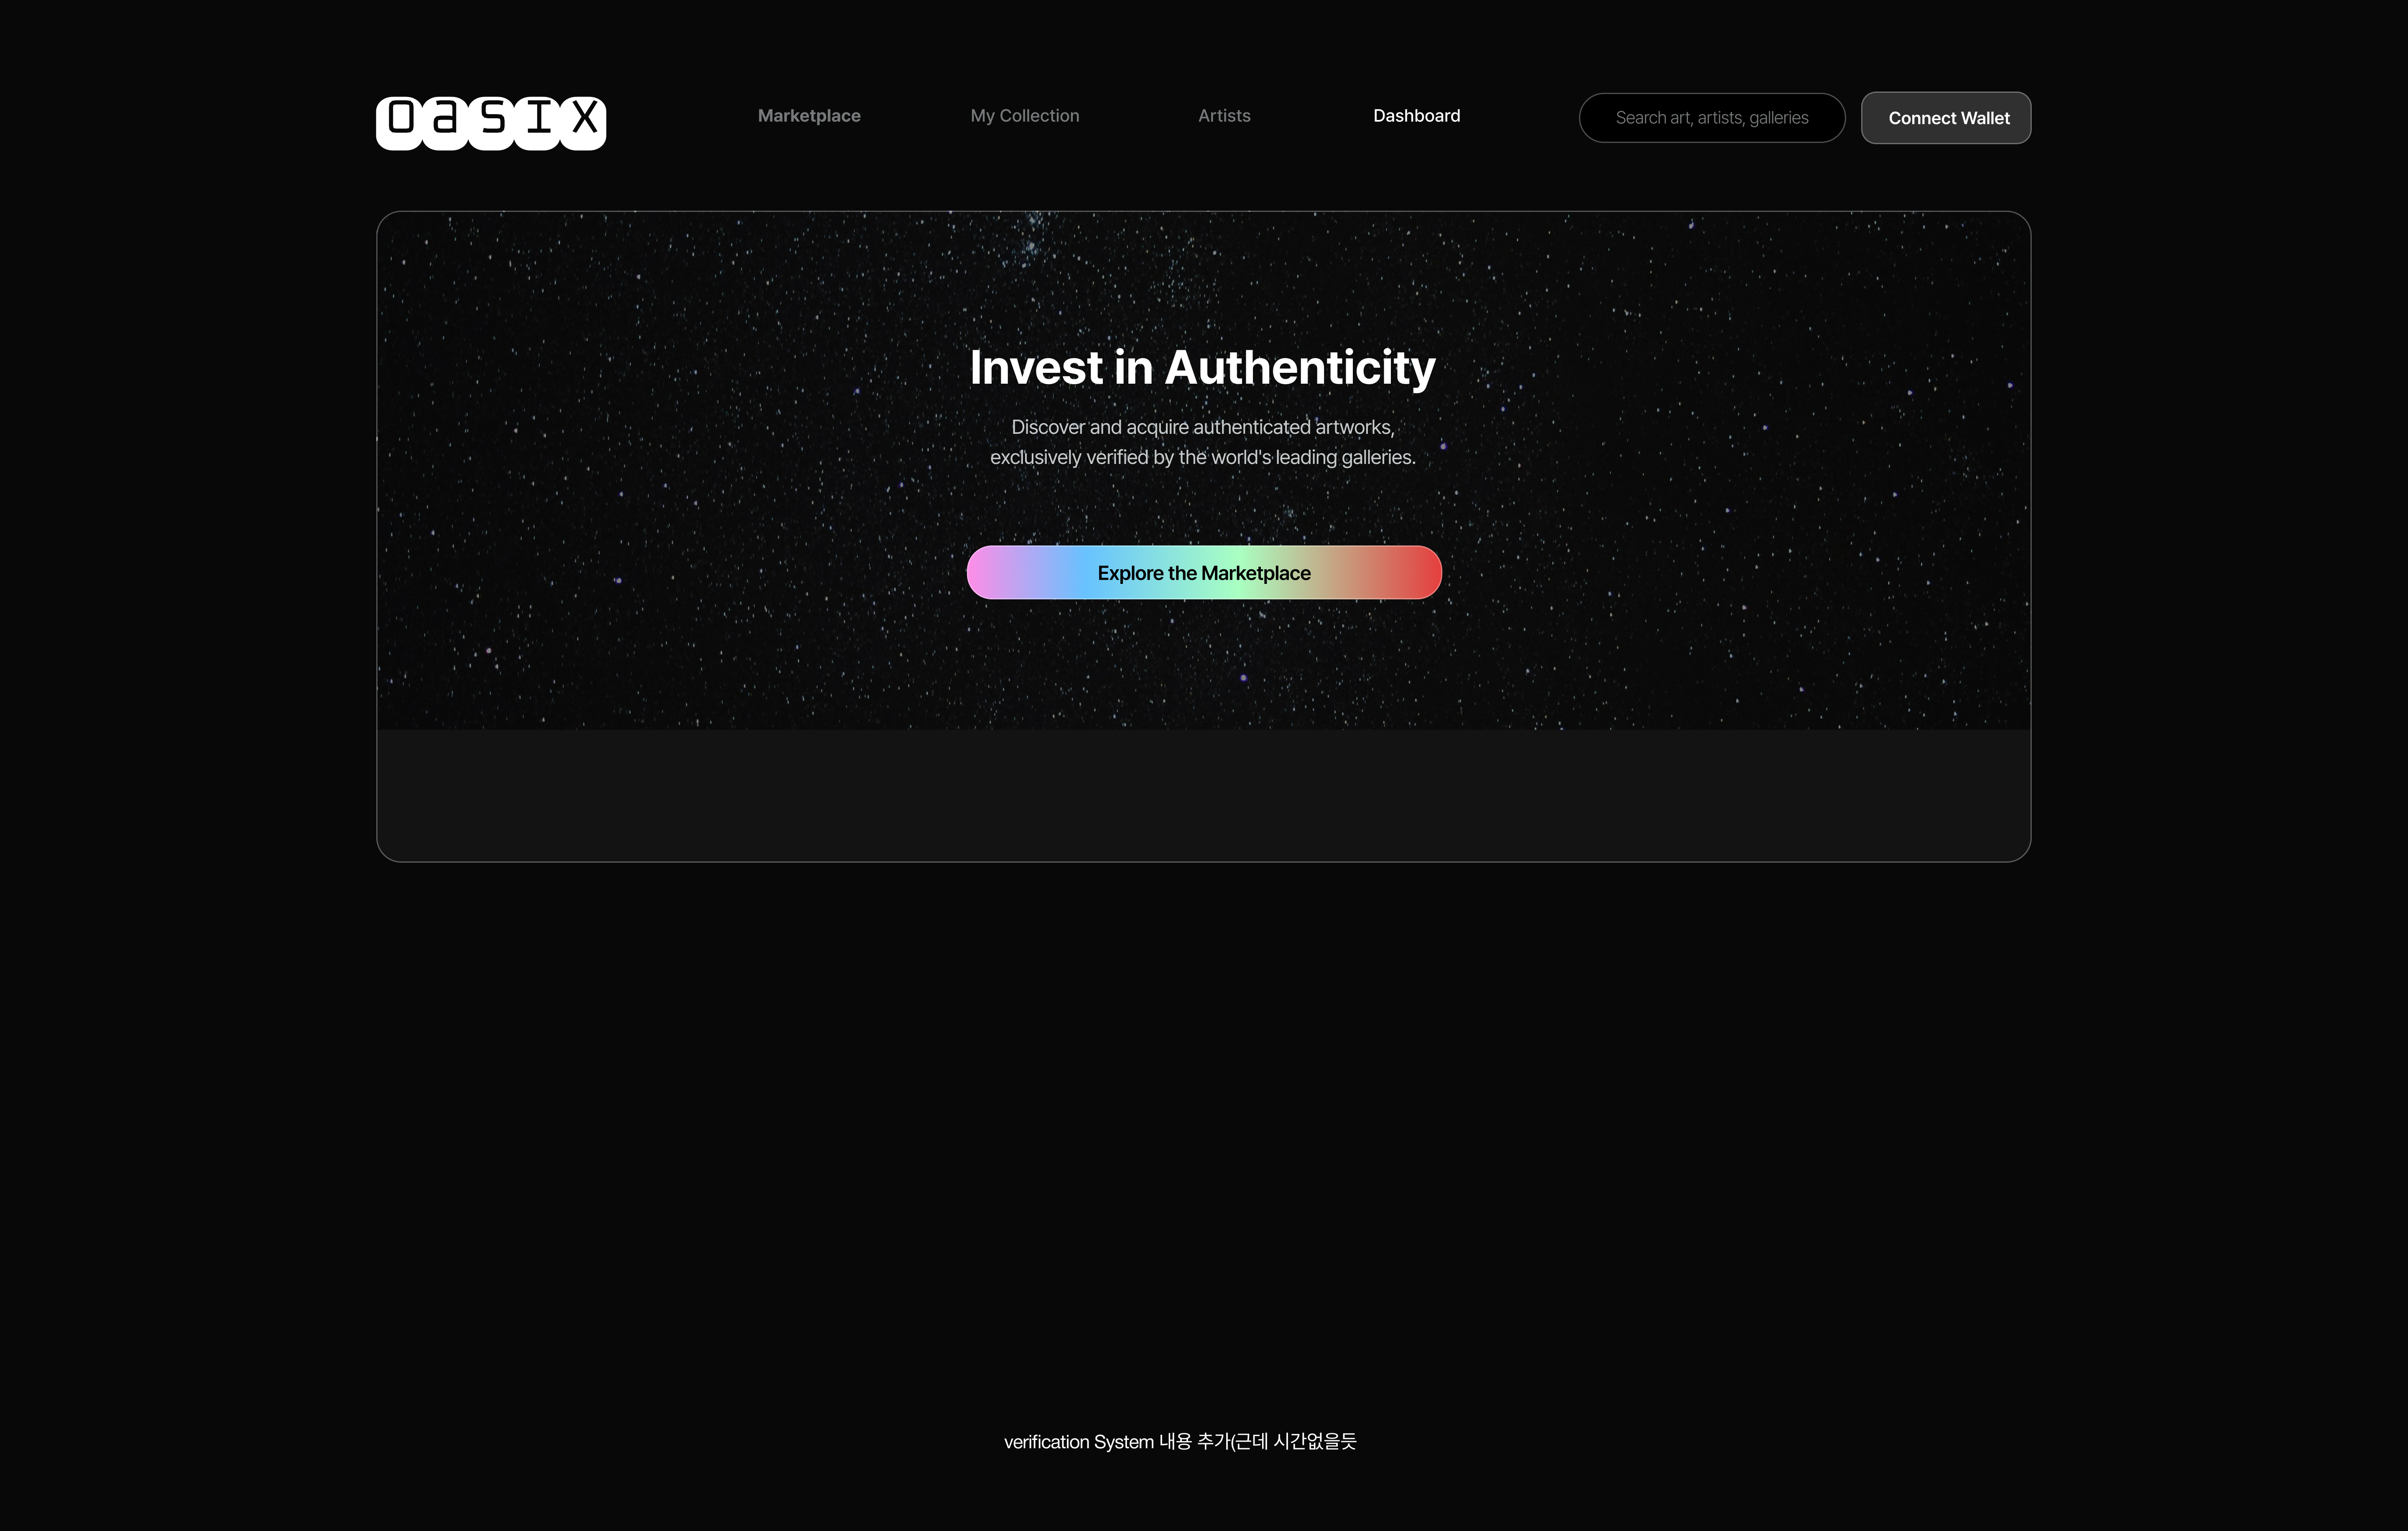 oasIX
Marketplace
My Collection
Artists
Dashboard
Search art, artists, galleries
Connect Wallet
Invest in Authenticity
Discover and acquire authenticated artworks,
exclusively verified by the world's leading galleries.
Explore the Marketplace
verification System 내용 추가(근데 시간없을듯